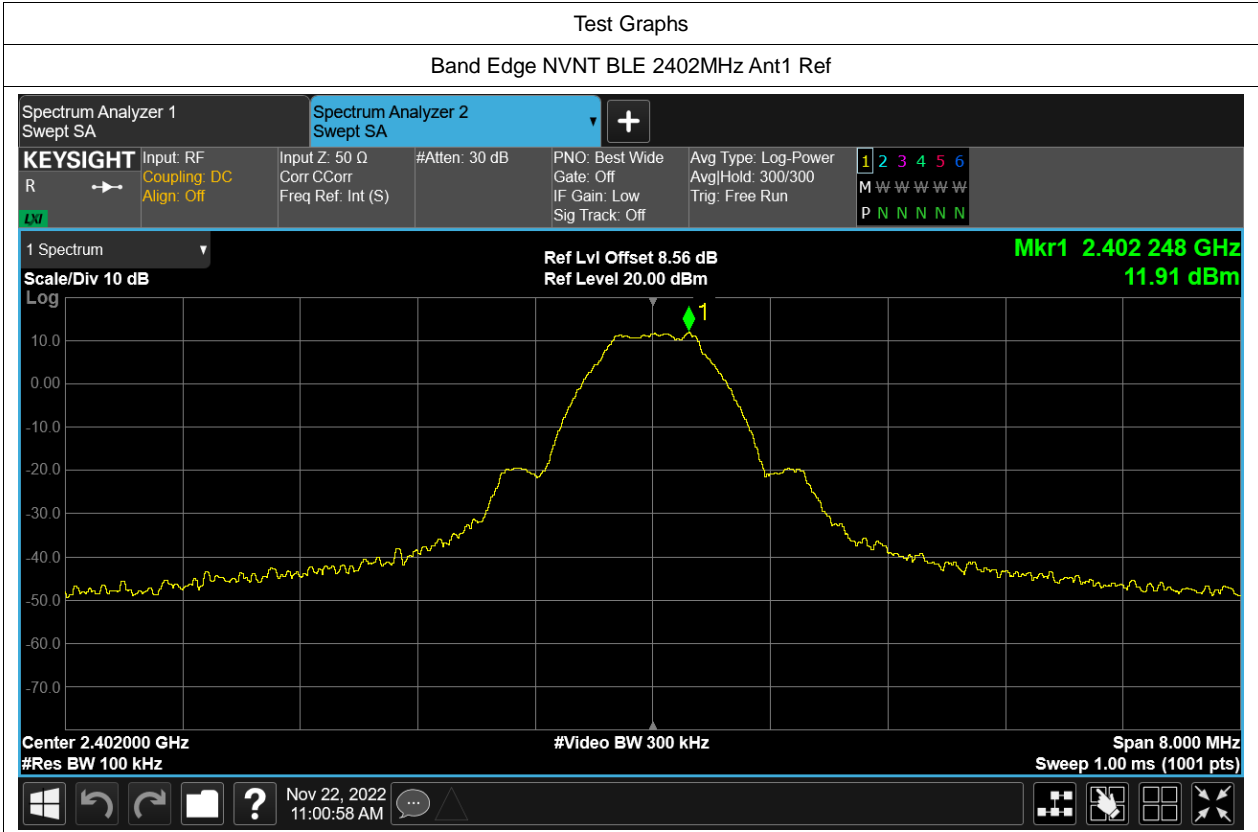 Test Graphs
Band Edge NVNT BLE 2402MHz Ant1 Ref
Spectrum Analyzer 1
Swept SA
Spectrum Analyzer 2
Swept SA
KEYSIGHT
R
LXI
Input: RF
Coupling: DC
Align: Off
Input Z: 50 Ω
Corr CCorr
Freq Ref: Int (S)
#Atten: 30 dB
PNO: Best Wide
Gate: Off
IF Gain: Low
Sig Track: Off
Avg Type: Log-Power
Avg|Hold: 300/300
Trig: Free Run
1 2 3 4 5 6
M W W W W W
P N N N N N
1 Spectrum
Scale/Div 10 dB
Ref Lvl Offset 8.56 dB
Ref Level 20.00 dBm
Mkr1 2.402 248 GHz
11.91 dBm
Log
1
10.0
0.00
-10.0
-20.0
-30.0
-40.0
-50.0
-60.0
-70.0
Center 2.402000 GHz
#Video BW 300 kHz
Span 8.000 MHz
#Res BW 100 kHz
Sweep 1.00 ms (1001 pts)
?
Nov 22, 2022
11:00:58 AM